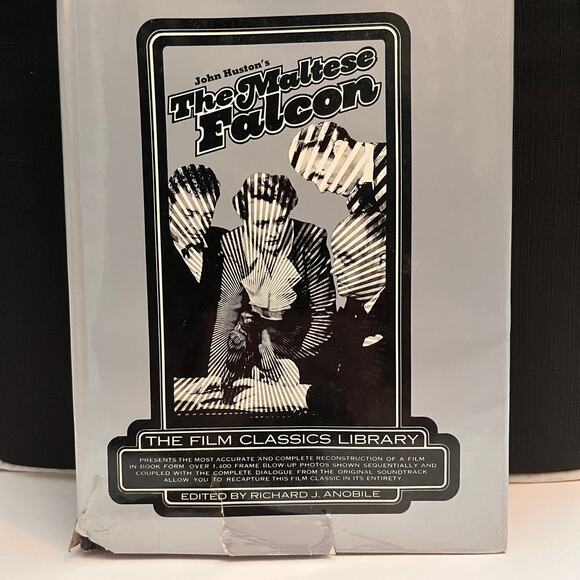 John Huston's
The Maltese
Falcon
THE FILM CLASSICS LIBRARY
PRESENTS THE MOST ACCURATE AND COMPLETE RECONSTRUCTION OF A FILM
IN BOOK FORM. OVER 1,400 FRAME BLOW-UP PHOTOS SHOWN SEQUENTIALLY AND
COUPLED WITH THE COMPLETE DIALOGUE FROM THE ORIGINAL SOUNDTRACK
ALLOW YOU TO RECAPTURE THIS FILM CLASSIC IN ITS ENTIRETY.
EDITED BY RICHARD J. ANOBILE